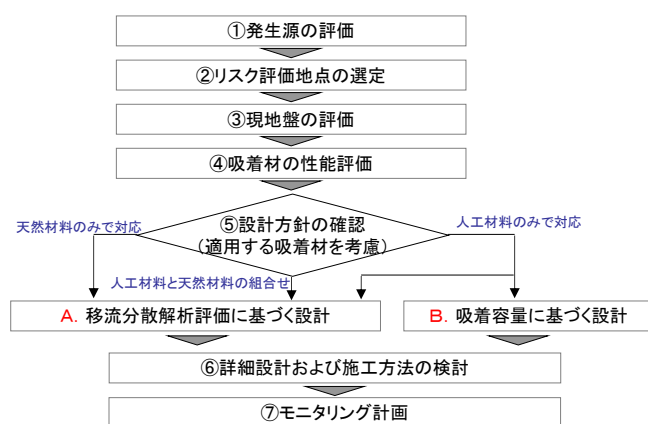 ①発生源の評価
②リスク評価地点の選定
③現地盤の評価
④吸着材の性能評価
天然材料のみで対応
⑤設計方針の確認
(適用する吸着材を考慮)
人工材料のみで対応
人工材料と天然材料の組合せ
A. 移流分散解析評価に基づく設計
B. 吸着容量に基づく設計
⑥詳細設計および施工方法の検討
⑦モニタリング計画